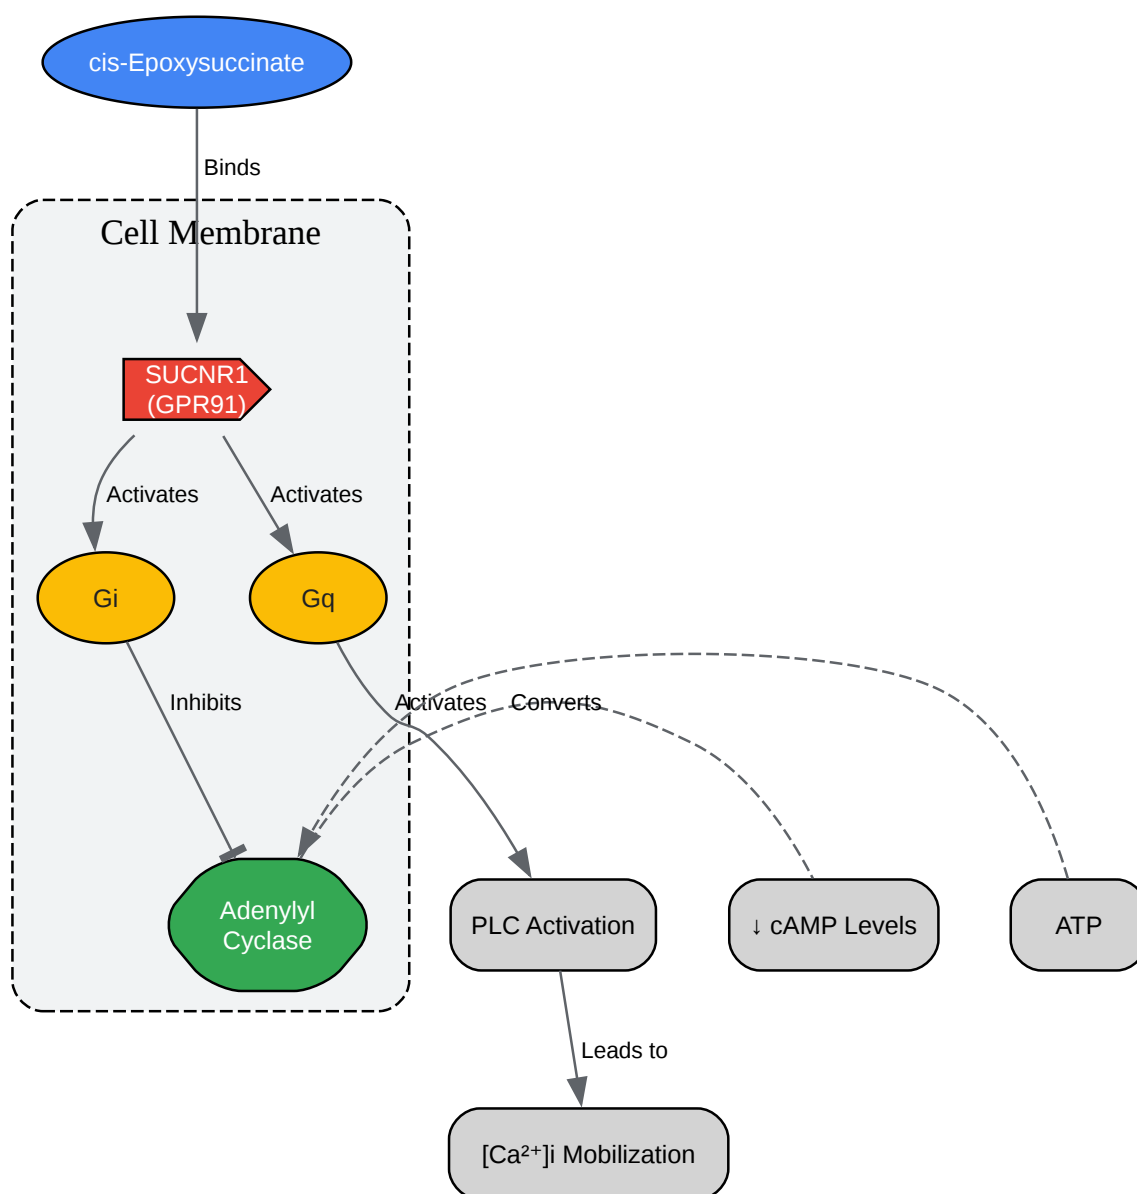 cis-Epoxysuccinate
Binds
Cell Membrane
SUCNR1
(GPR91)
Activates
Activates
Gi
Gq
Inhibits
Activates
Converts
Adenylyl
Cyclase
PLC Activation
↓ cAMP Levels
ATP
Leads to
[Ca²⁺]i Mobilization